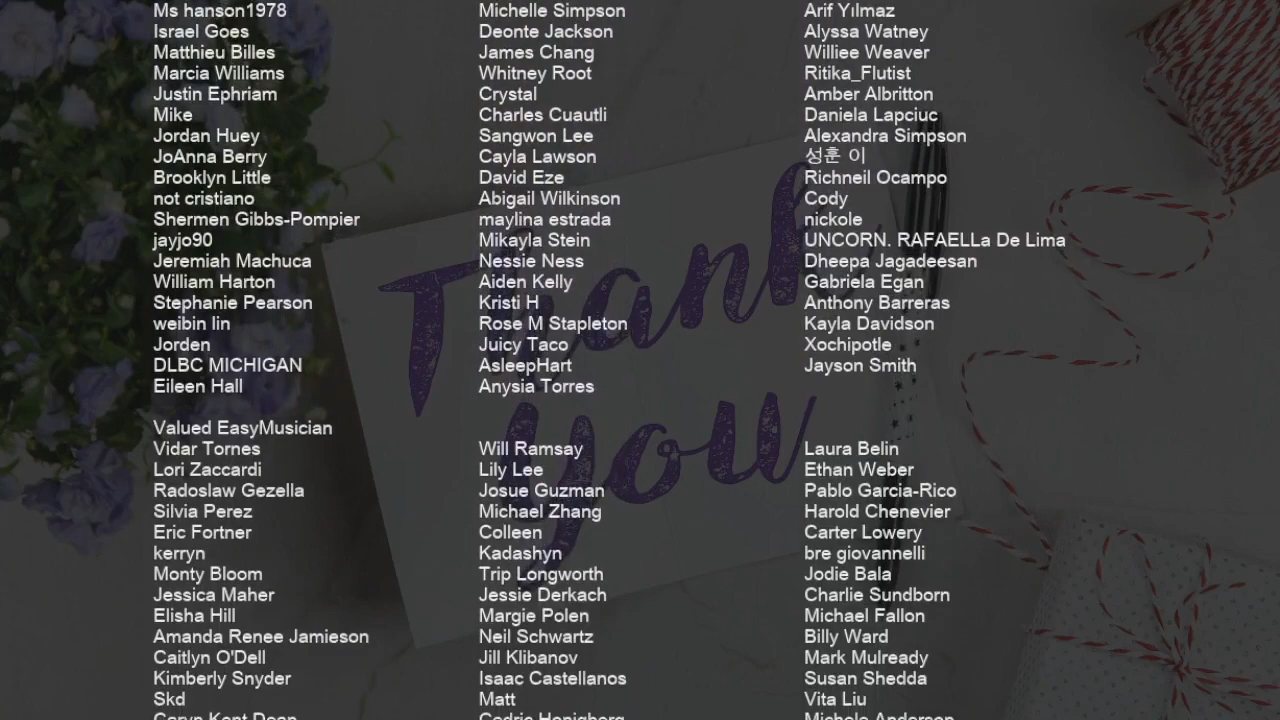 Ms hanson1978 Michelle Simpson Arif Yılmaz
Israel Goes Deonte Jackson Alyssa Watney
Matthieu Billes James Chang Williee Weaver
Marcia Williams Whitney Root Ritika_Flutist
Justin Ephriam Crystal Amber Albritton
Mike Charles Cuautli Daniela Lapciuc
Jordan Huey Sangwon Lee Alexandra Simpson
JoAnna Berry Cayla Lawson 성훈 이
Brooklyn Little David Eze Richneil Ocampo
not cristiano Abigail Wilkinson Cody
Shermen Gibbs-Pompier maylina estrada nickole
jayjo90 Mikayla Stein UNCORN. RAFAELLa De Lima
Jeremiah Machuca Nessie Ness Dheepa Jagadeesan
William Harton Aiden Kelly Gabriela Egan
Stephanie Pearson Kristi H Anthony Barreras
weibin lin Rose M Stapleton Kayla Davidson
Jorden Juicy Taco Xochipotle
DLBC MICHIGAN AsleepHart Jayson Smith
Eileen Hall Anysia Torres
Thank
You
Valued EasyMusician
Vidar Tornes Will Ramsay Laura Belin
Lori Zaccardi Lily Lee Ethan Weber
Radoslaw Gezella Josue Guzman Pablo Garcia-Rico
Silvia Perez Michael Zhang Harold Chenevier
Eric Fortner Colleen Carter Lowery
kerryn Kadashyn bre giovannelli
Monty Bloom Trip Longworth Jodie Bala
Jessica Maher Jessie Derkach Charlie Sundborn
Elisha Hill Margie Polen Michael Fallon
Amanda Renee Jamieson Neil Schwartz Billy Ward
Caitlyn O'Dell Jill Klibanov Mark Mulready
Kimberly Snyder Isaac Castellanos Susan Shedda
Skd Matt Vita Liu